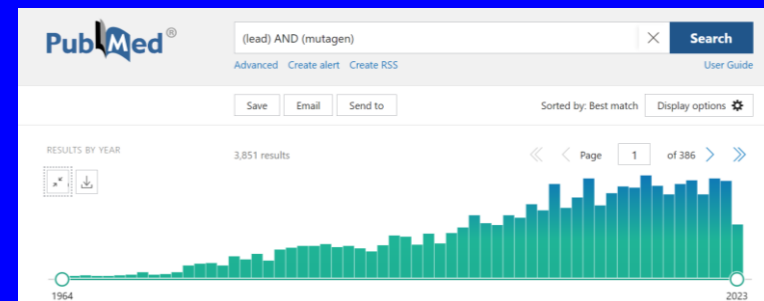 PubMed®
(lead) AND (mutagen)
Search
Advanced Create alert Create RSS
User Guide
Save Email Send to
Sorted by: Best match Display options
RESULTS BY YEAR
3,851 results
Page 1 of 386
1964 2023